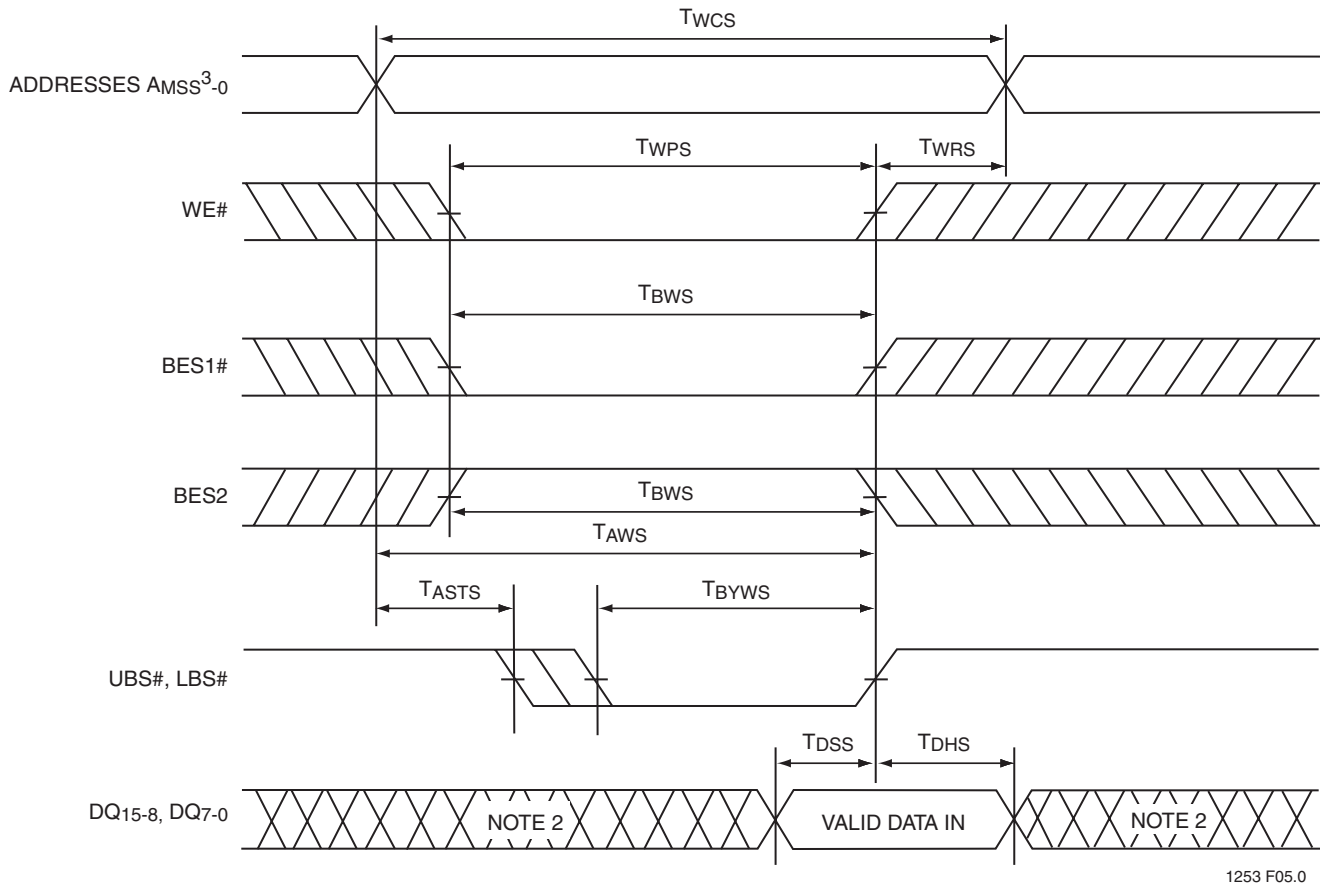 TWCS
ADDRESSES AMSS3-0
TWPS
TWRS
WE#
TBWS
BES1#
BES2
TBWS
TAWS
TASTS
TBYWS
UBS#, LBS#
TDSS
TDHS
DQ15-8, DQ7-0
NOTE 2
VALID DATA IN
NOTE 2
1253 F05.0